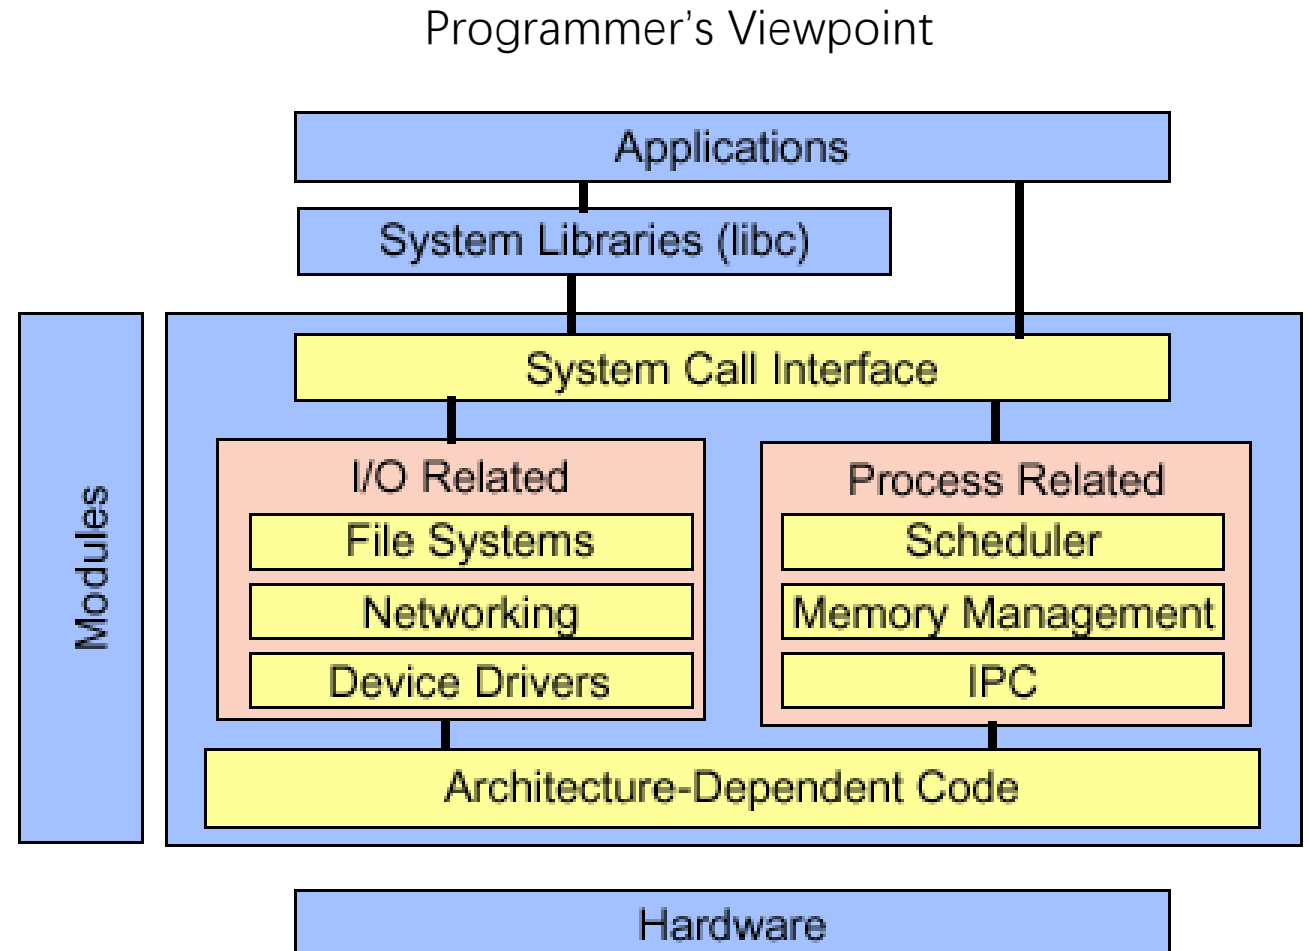 Programmer’s Viewpoint
Applications
System Libraries (libc)
Modules
System Call Interface
I/O Related
File Systems
Networking
Device Drivers
Process Related
Scheduler
Memory Management
IPC
Architecture-Dependent Code
Hardware